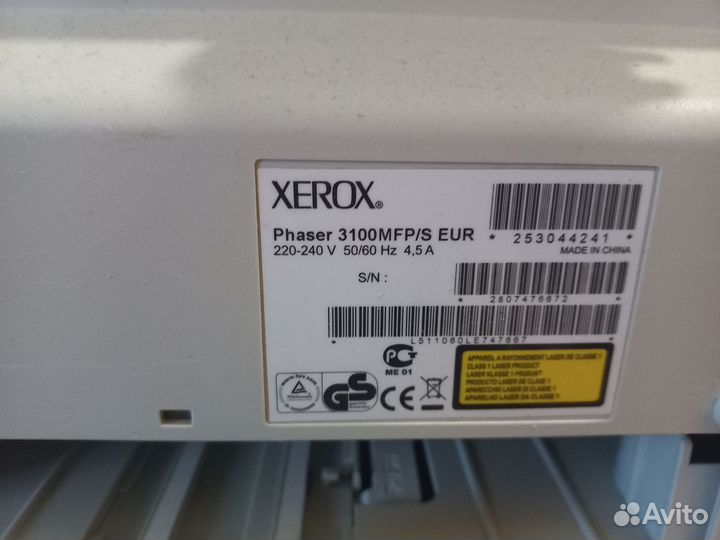 XEROX®
Phaser 3100MFP/S EUR
220-240 V 50/60 Hz 4,5 A
* 253044241 *
MADE IN CHINA
S/N :
* 2807476672 *
* L511060LE747667 *
ME 01
GS
CE
APPAREIL A RAYONNEMENT LASER DE CLASSE 1
CLASS 1 LASER PRODUCT
LASER KLASSE 1 PRODUKT
PRODUCTO LASER DE CLASE 1
APARECCHIO LASER DI CLASSE 1
APARELHO LASER DA CLASSE 1
Avito